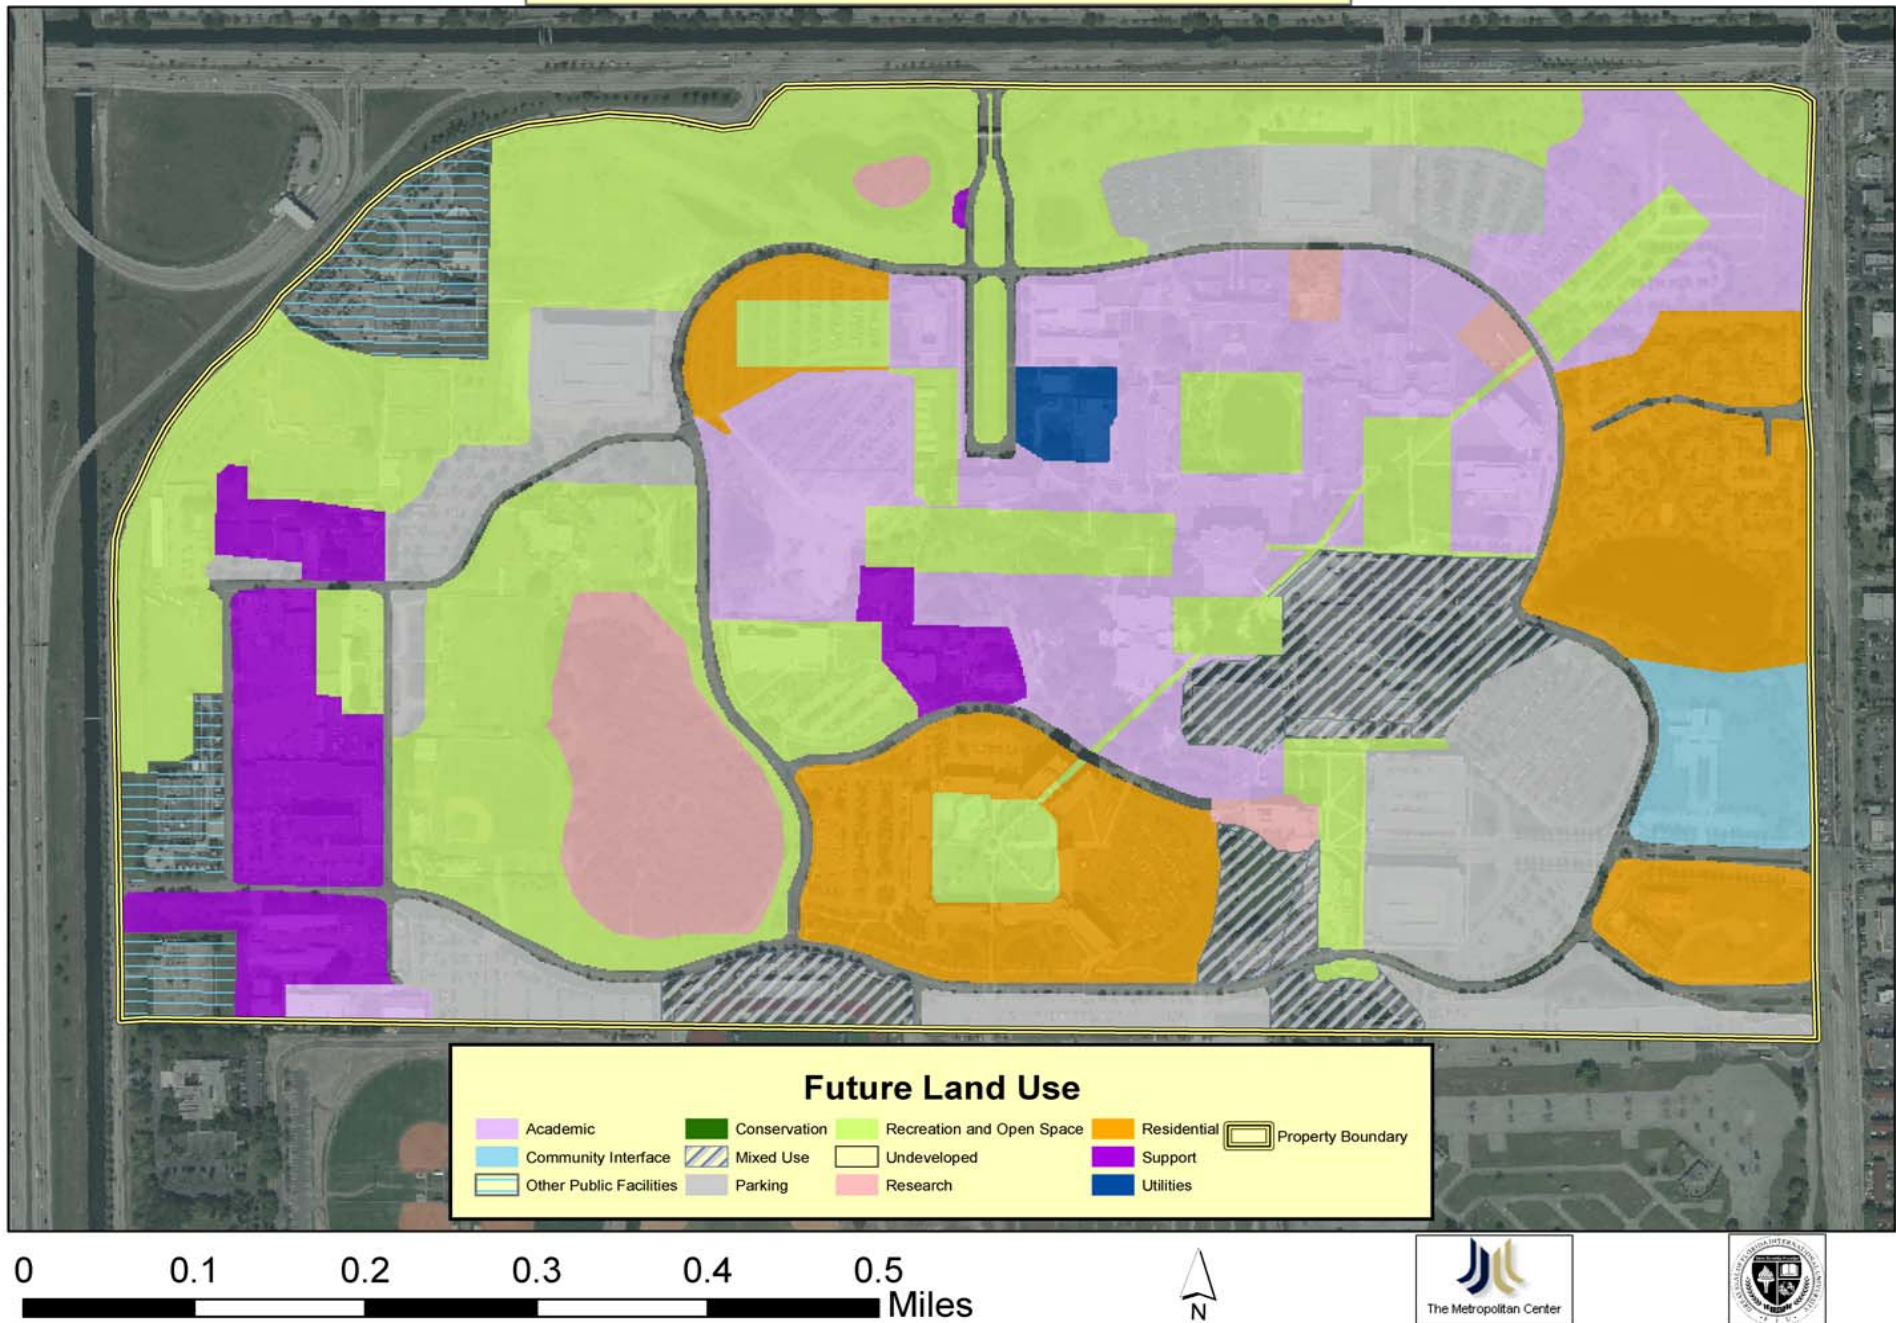 Future Land Use
Academic Conservation Recreation and Open Space Residential Property Boundary
Community Interface Mixed Use Undeveloped Support
Other Public Facilities Parking Research Utilities
0 0.1 0.2 0.3 0.4 0.5
Miles
N
The Metropolitan Center